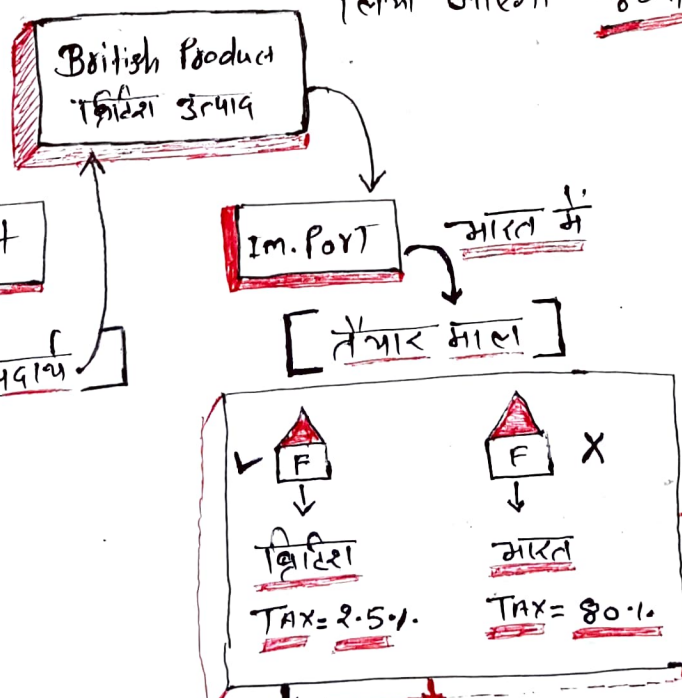 British Product
ब्रिटिश उत्पाद
Im.PorT
भारत में
[ तैयार माल ]
✓ F
F X
ब्रिटिश
भारत
TAX= 2.5%.
TAX= 80%.